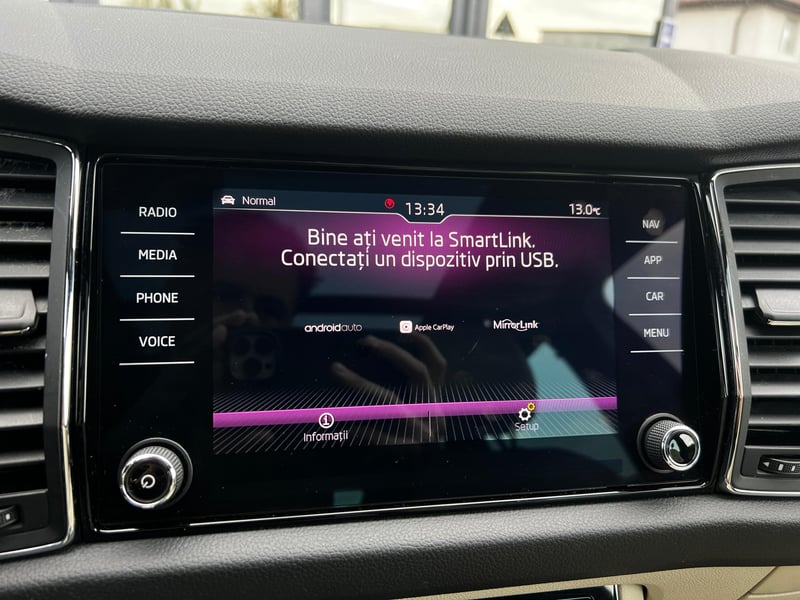 RADIO
MEDIA
PHONE
VOICE
Normal
13:34
13.0°C
Bine ați venit la SmartLink.
Conectați un dispozitiv prin USB.
androidauto
Apple CarPlay
MirrorLink
Informații
Setup
NAV
APP
CAR
MENU